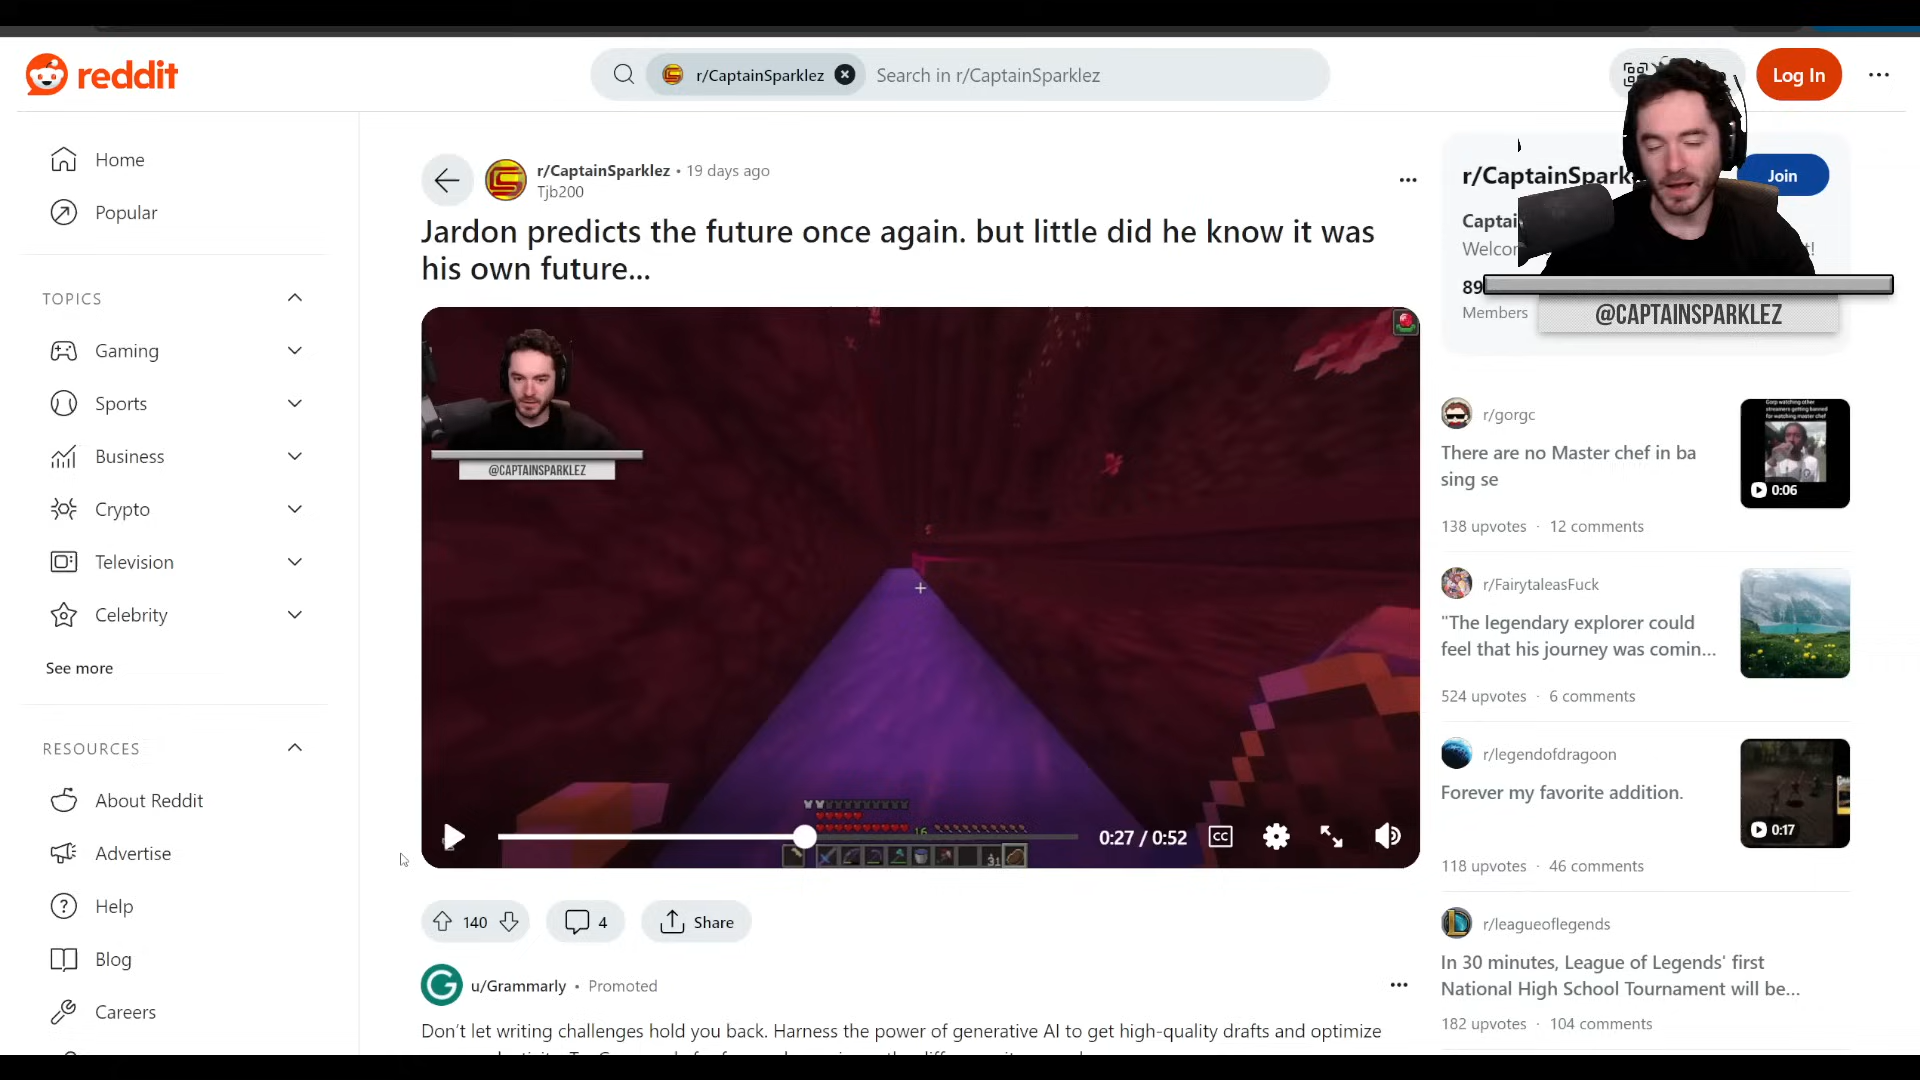 reddit
r/CaptainSparklez
Search in r/CaptainSparklez
Log In
Home
Popular
TOPICS
Gaming
Sports
Business
Crypto
Television
Celebrity
See more
RESOURCES
About Reddit
Advertise
Help
Blog
Careers
r/CaptainSparklez • 19 days ago
Tjb200
Jardon predicts the future once again. but little did he know it was
his own future...
@CAPTAINSPARKLEZ
16
31
0:27 / 0:52
CC
140
4
Share
u/Grammarly • Promoted
Don't let writing challenges hold you back. Harness the power of generative AI to get high-quality drafts and optimize
r/CaptainSpark
Join
Captai
Welcon
89
Members
@CAPTAINSPARKLEZ
r/gorgc
There are no Master chef in ba
sing se
0:06
138 upvotes · 12 comments
r/FairytaleasFuck
"The legendary explorer could
feel that his journey was comin...
524 upvotes · 6 comments
r/legendofdragoon
Forever my favorite addition.
0:17
118 upvotes · 46 comments
r/leagueoflegends
In 30 minutes, League of Legends' first
National High School Tournament will be...
182 upvotes · 104 comments